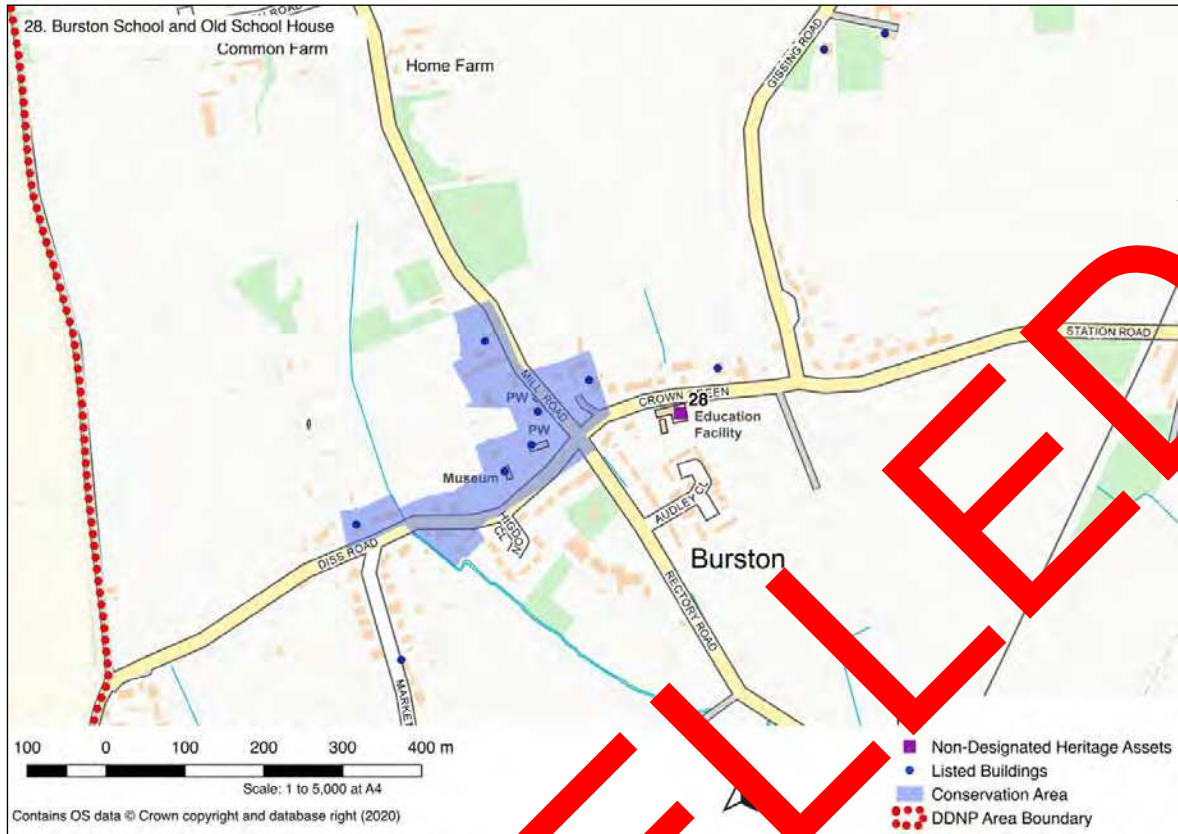 28. Burston School and Old School House
Common Farm
Home Farm
GISSING ROAD
STATION ROAD
MILL ROAD
CROWN GREEN
PW
28
Education
Facility
PW
Museum
HIGDON
CL
AUDLEY CL
Burston
DISS ROAD
RECTORY ROAD
MARKET
100 0 100 200 300 400 m
Scale: 1 to 5,000 at A4
Contains OS data © Crown copyright and database right (2020)
Non-Designated Heritage Assets
Listed Buildings
Conservation Area
DDNP Area Boundary